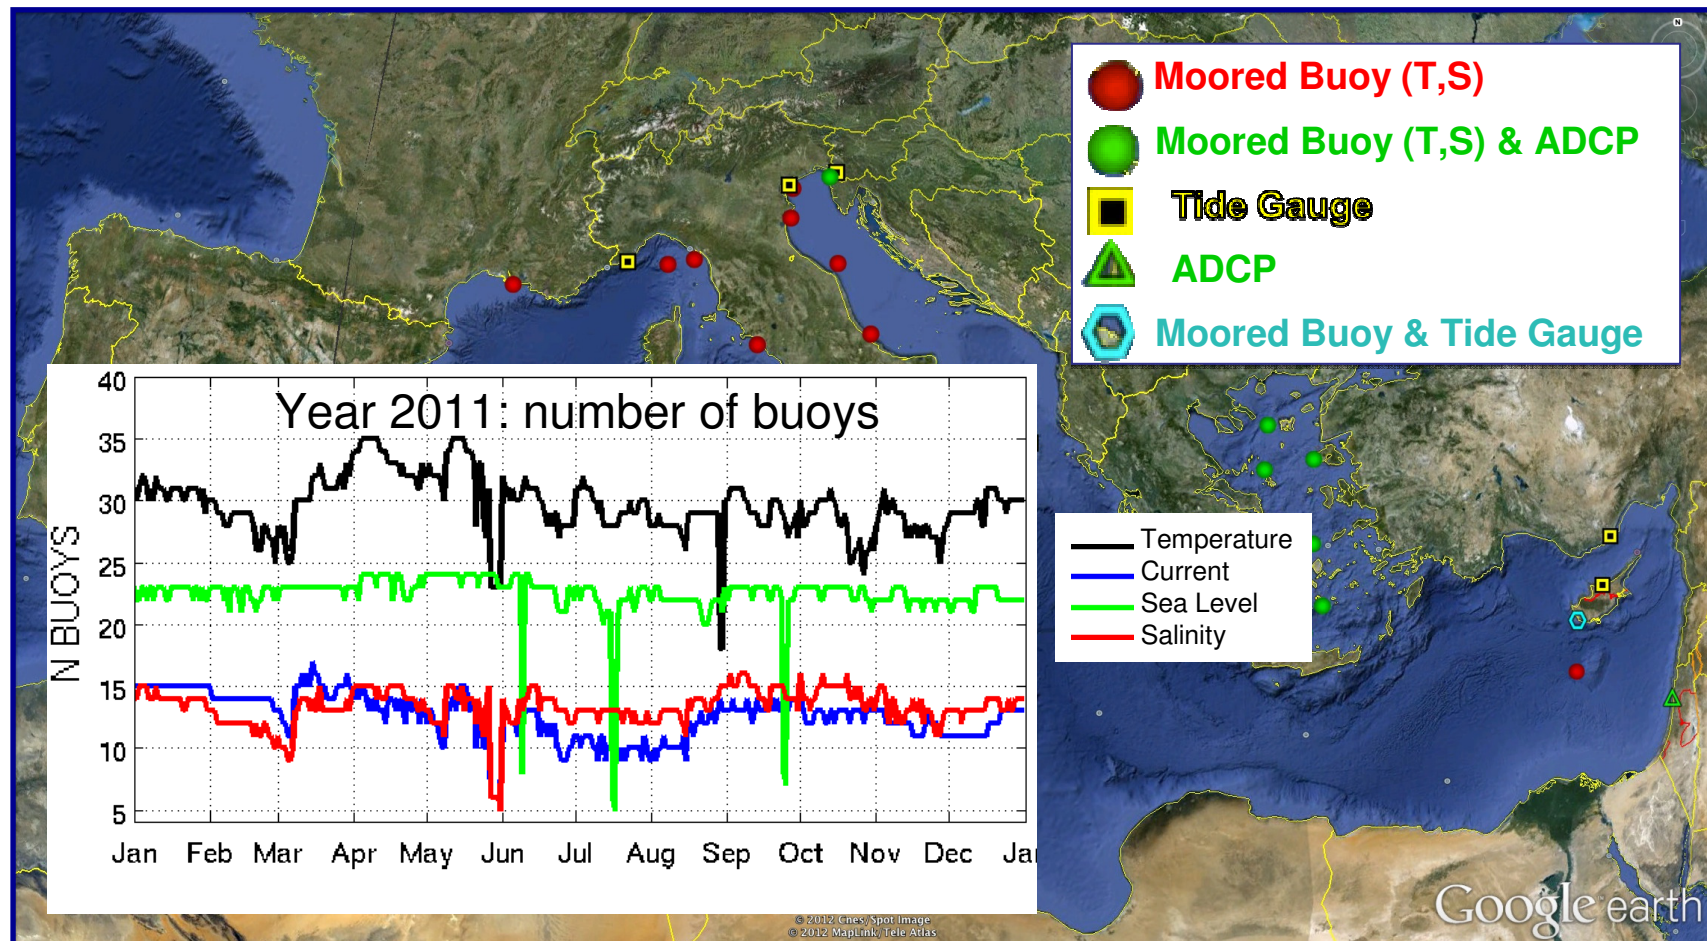 N
Moored Buoy (T,S)
Moored Buoy (T,S) & ADCP
Tide Gauge
ADCP
Moored Buoy & Tide Gauge
Year 2011: number of buoys
N BUOYS
40
35
30
25
20
15
10
5
Jan Feb Mar Apr May Jun Jul Aug Sep Oct Nov Dec Jan
Temperature
Current
Sea Level
Salinity
© 2012 Cnes/Spot Image
© 2012 MapLink/Tele Atlas
Google earth